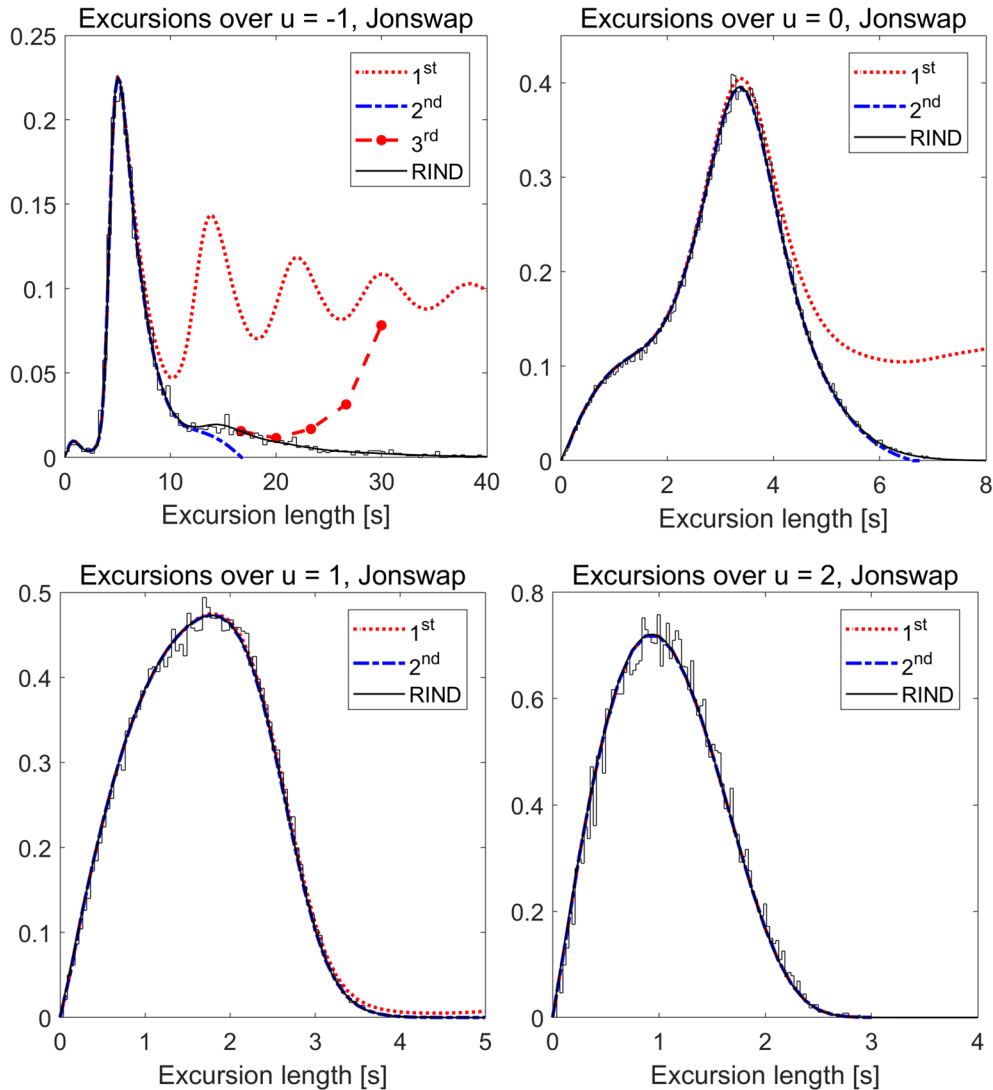 Excursions over u = -1, Jonswap
0.25
0.2
0.15
0.1
0.05
0
1st
2nd
3rd
RIND
0 10 20 30 40
Excursion length [s]
Excursions over u = 0, Jonswap
0.4
0.3
0.2
0.1
0
1st
2nd
RIND
0 2 4 6 8
Excursion length [s]
Excursions over u = 1, Jonswap
0.5
0.4
0.3
0.2
0.1
0
1st
2nd
RIND
0 1 2 3 4 5
Excursion length [s]
Excursions over u = 2, Jonswap
0.8
0.6
0.4
0.2
0
1st
2nd
RIND
0 1 2 3 4
Excursion length [s]